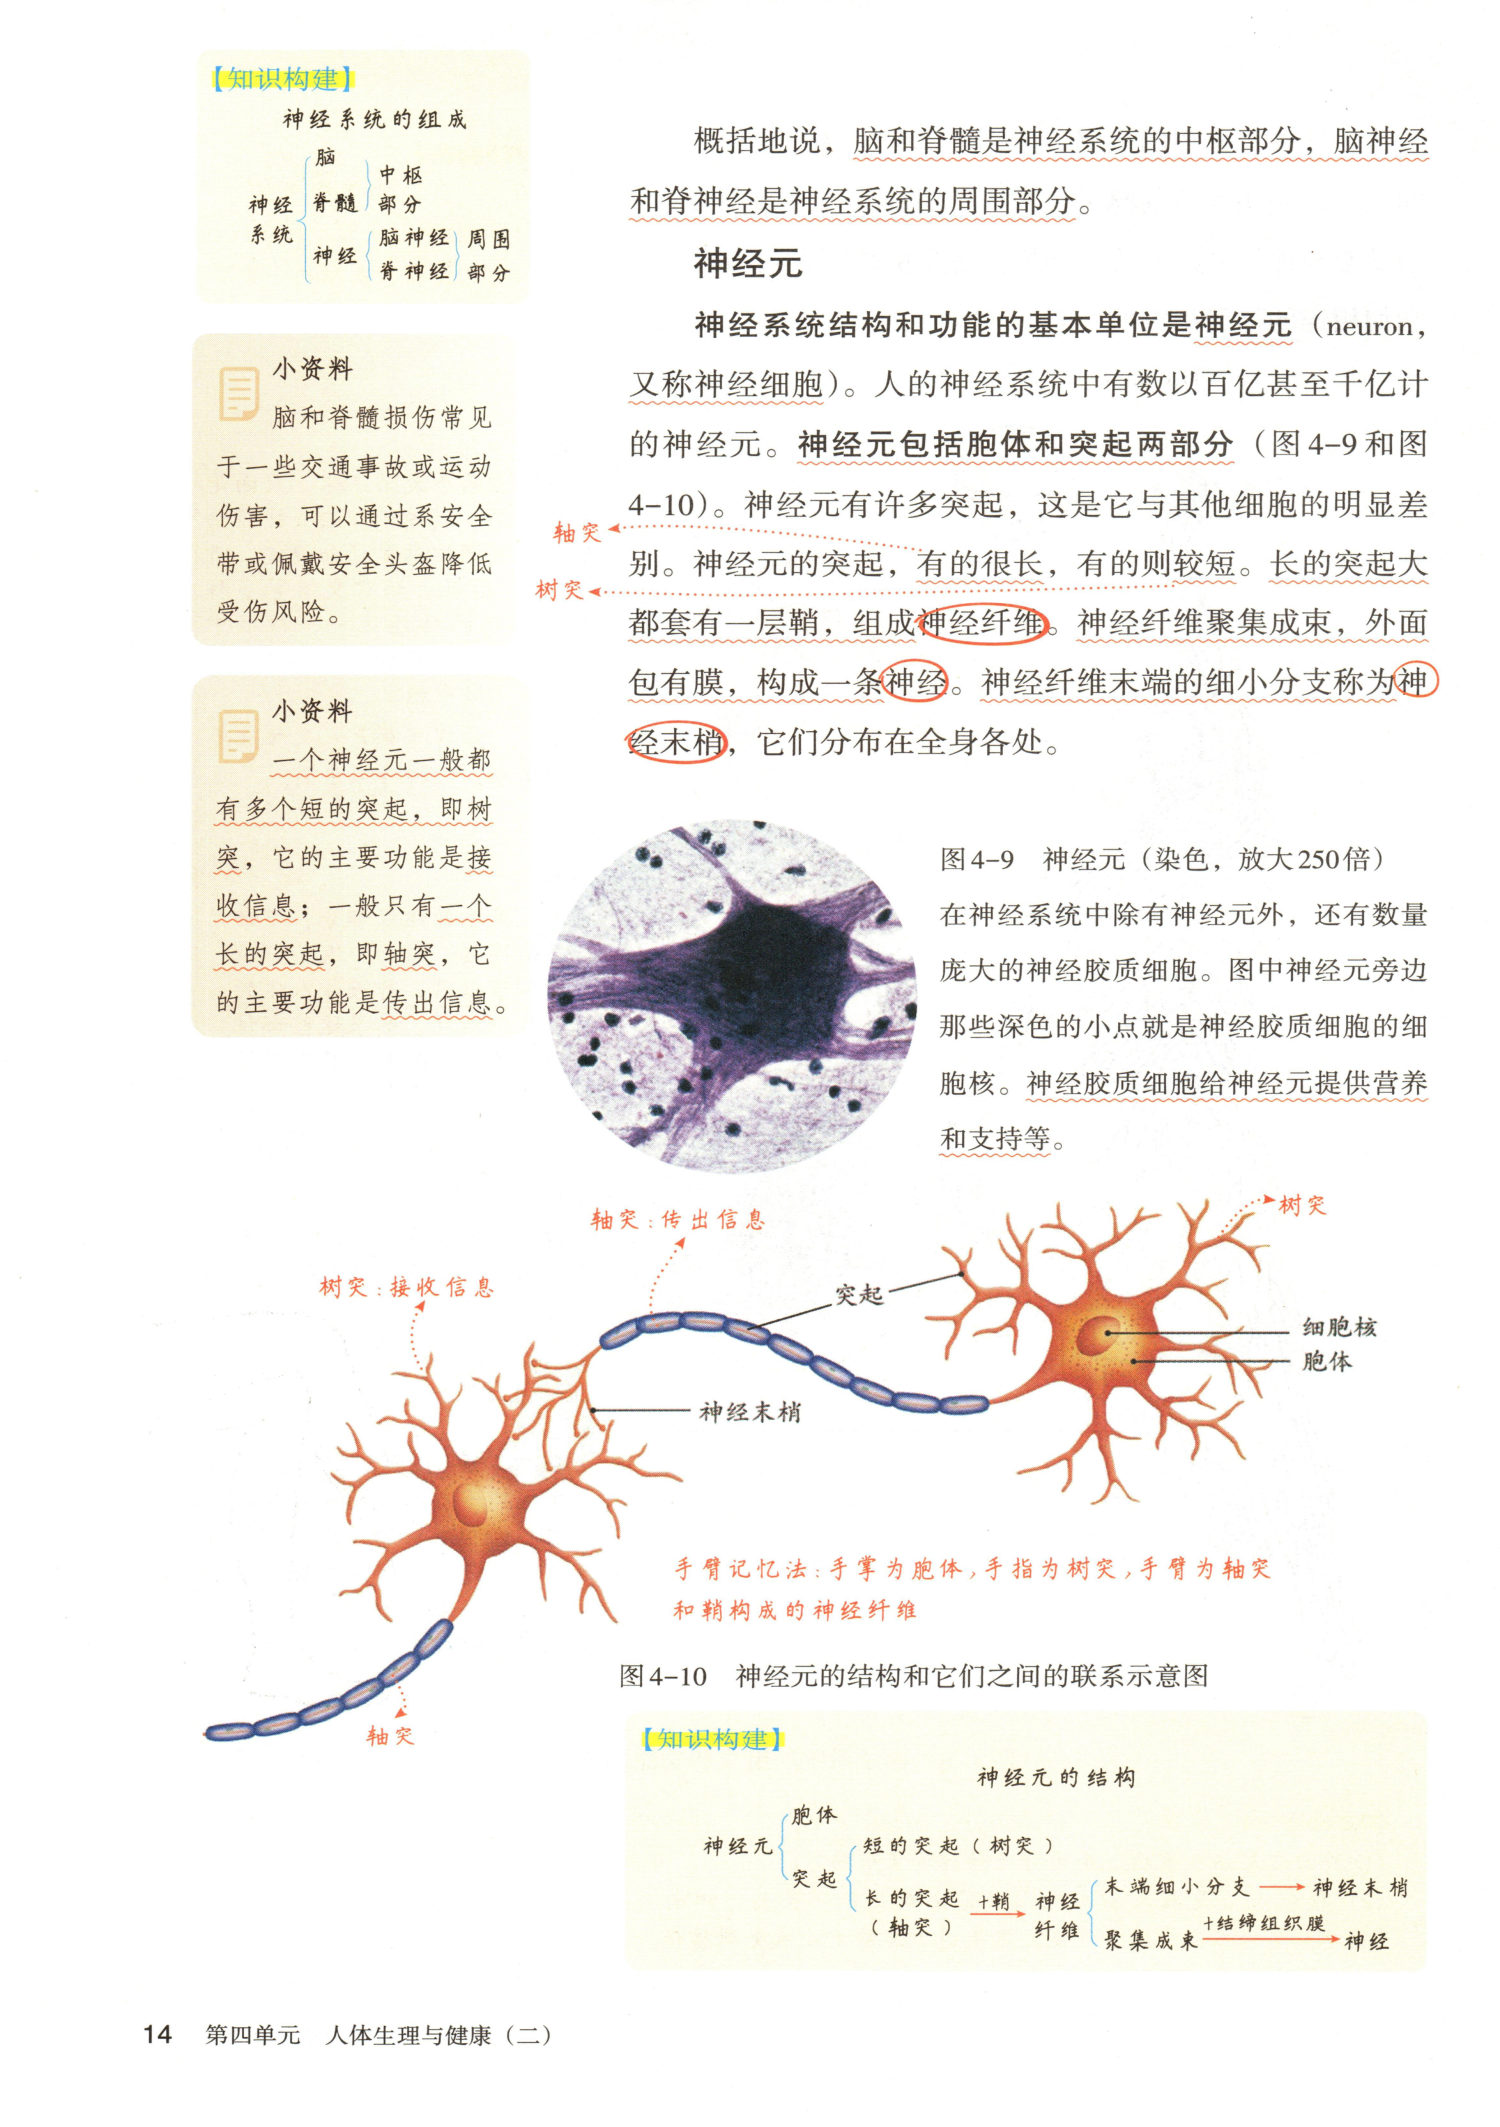 【知识构建】
神经系统的组成
神经系统
脑
脊髓
中枢部分
神经
脑神经
脊神经
周围部分
小资料
脑和脊髓损伤常见
于一些交通事故或运动
伤害，可以通过系安全
带或佩戴安全头盔降低
受伤风险。
小资料
一个神经元一般都
有多个短的突起，即树
突，它的主要功能是接
收信息；一般只有一个
长的突起，即轴突，它
的主要功能是传出信息。
概括地说，脑和脊髓是神经系统的中枢部分，脑神经
和脊神经是神经系统的周围部分。
神经元
神经系统结构和功能的基本单位是神经元（neuron，
又称神经细胞）。人的神经系统中有数以百亿甚至千亿计
的神经元。神经元包括胞体和突起两部分（图4-9和图
4-10）。神经元有许多突起，这是它与其他细胞的明显差
轴突
别。神经元的突起，有的很长，有的则较短。长的突起大
树突
都套有一层鞘，组成神经纤维。神经纤维聚集成束，外面
包有膜，构成一条神经。神经纤维末端的细小分支称为神
经末梢，它们分布在全身各处。
图4-9 神经元（染色，放大250倍）
在神经系统中除有神经元外，还有数量
庞大的神经胶质细胞。图中神经元旁边
那些深色的小点就是神经胶质细胞的细
胞核。神经胶质细胞给神经元提供营养
和支持等。
轴突：传出信息
树突
树突：接收信息
突起
细胞核
胞体
神经末梢
手臂记忆法：手掌为胞体，手指为树突，手臂为轴突
和鞘构成的神经纤维
图4-10 神经元的结构和它们之间的联系示意图
轴突
【知识构建】
神经元的结构
神经元
胞体
突起
短的突起（树突）
长的突起
（轴突）
+鞘
神经纤维
末端细小分支
神经末梢
聚集成束
+结缔组织膜
神经
14 第四单元 人体生理与健康（二）